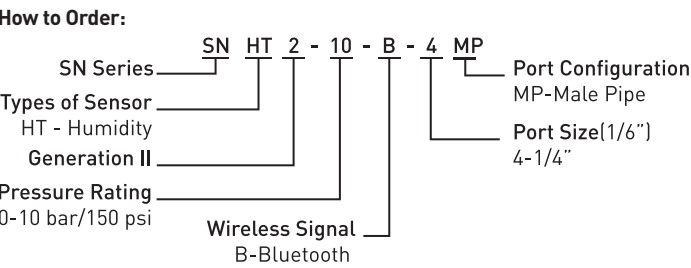 How to Order:
SN HT 2 - 10 - B - 4 MP
SN Series
Types of Sensor
HT - Humidity
Generation II
Pressure Rating
0-10 bar/150 psi
Wireless Signal
B-Bluetooth
Port Configuration
MP-Male Pipe
Port Size(1/6”)
4-1/4”